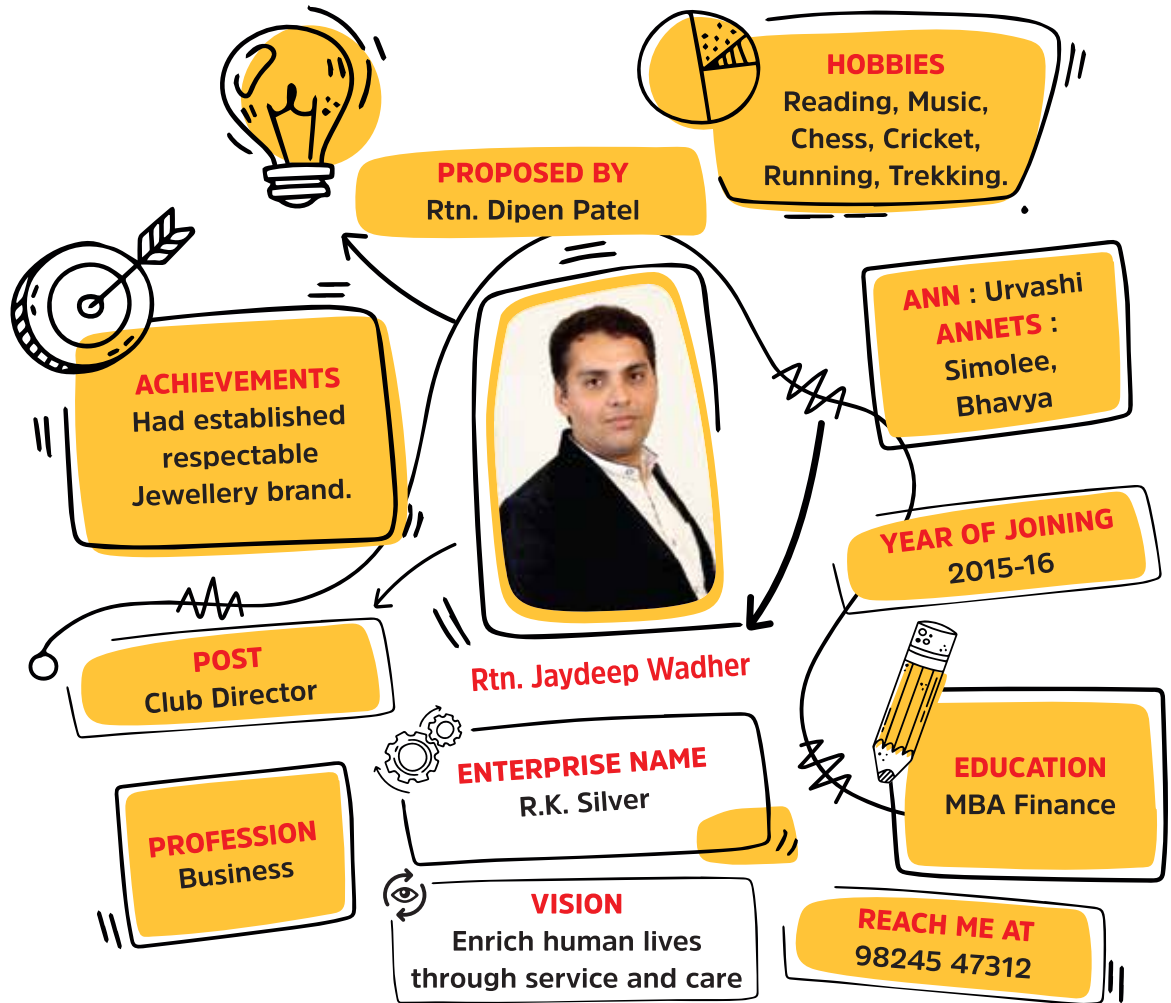 HOBBIES
Reading, Music,
Chess, Cricket,
Running, Trekking.
PROPOSED BY
Rtn. Dipen Patel
ANN : Urvashi
ANNETS :
Simolee,
Bhavya
ACHIEVEMENTS
Had established
respectable
Jewellery brand.
YEAR OF JOINING
2015-16
POST
Club Director
Rtn. Jaydeep Wadher
ENTERPRISE NAME
R.K. Silver
EDUCATION
MBA Finance
PROFESSION
Business
VISION
Enrich human lives
through service and care
REACH ME AT
98245 47312